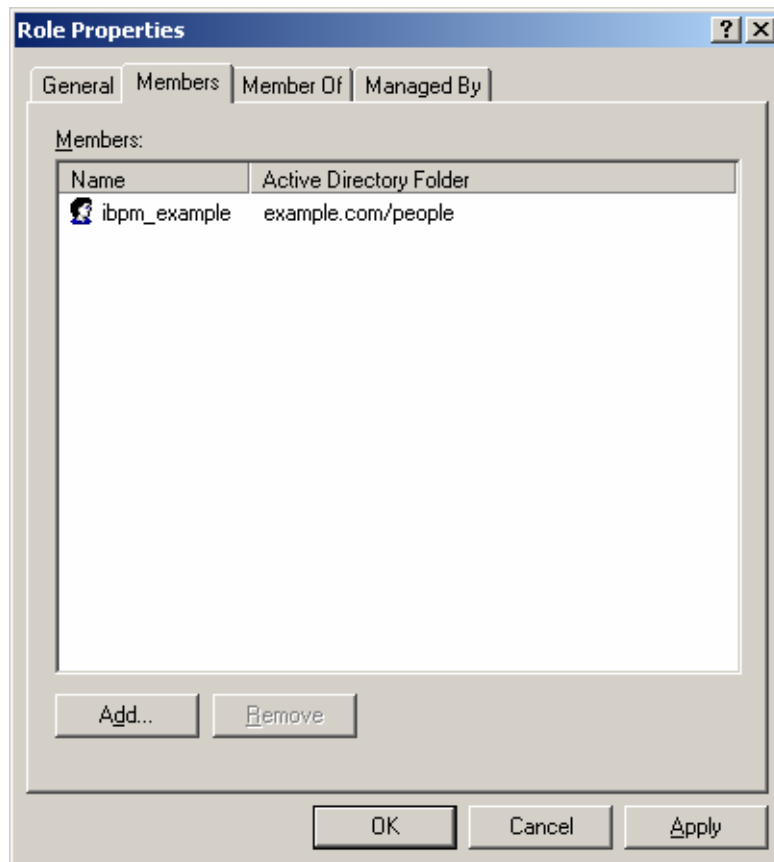 Role Properties
General Members Member Of Managed By
Members:
Name Active Directory Folder
ibpm_example example.com/people
Add... Remove
OK Cancel Apply